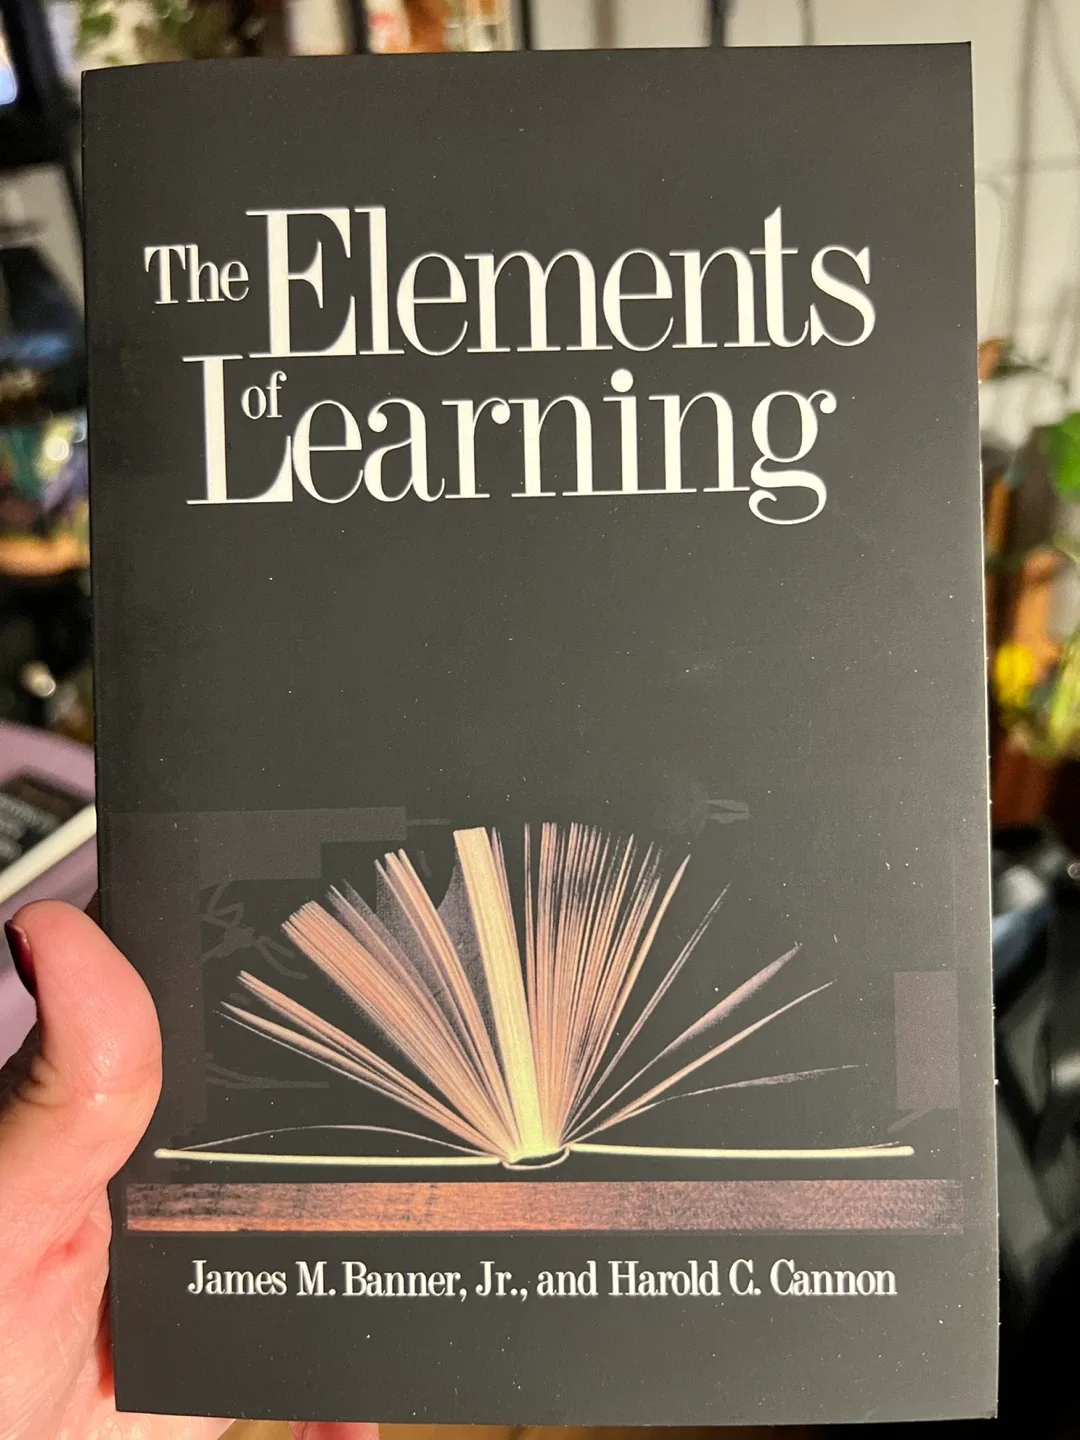 The Elements
of Learning
James M. Banner, Jr., and Harold C. Cannon